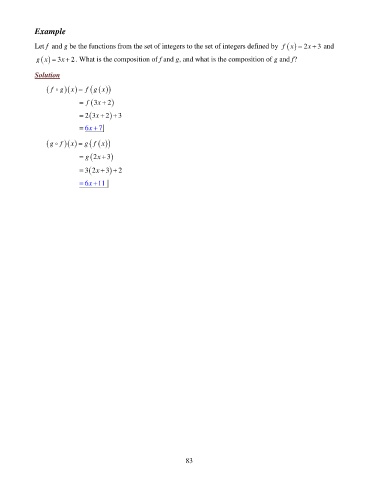 Example
Let f and g be the functions from the set of integers to the set of integers defined by f(x) = 2x + 3 and
g(x) = 3x + 2. What is the composition of f and g, and what is the composition of g and f?
Solution
(f ∘ g)(x) = f(g(x))
= f(3x + 2)
= 2(3x + 2) + 3
= 6x + 7|
(g ∘ f)(x) = g(f(x))
= g(2x + 3)
= 3(2x + 3) + 2
= 6x + 11|
83